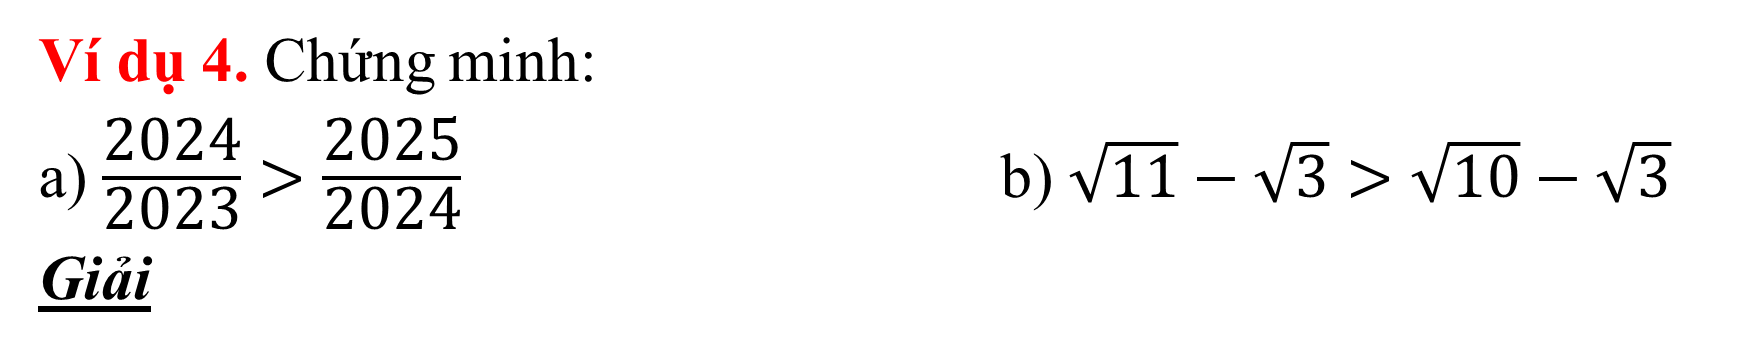 Ví dụ 4. Chứng minh:
a) 2024/2023 > 2025/2024 b) √11 − √3 > √10 − √3
Giải